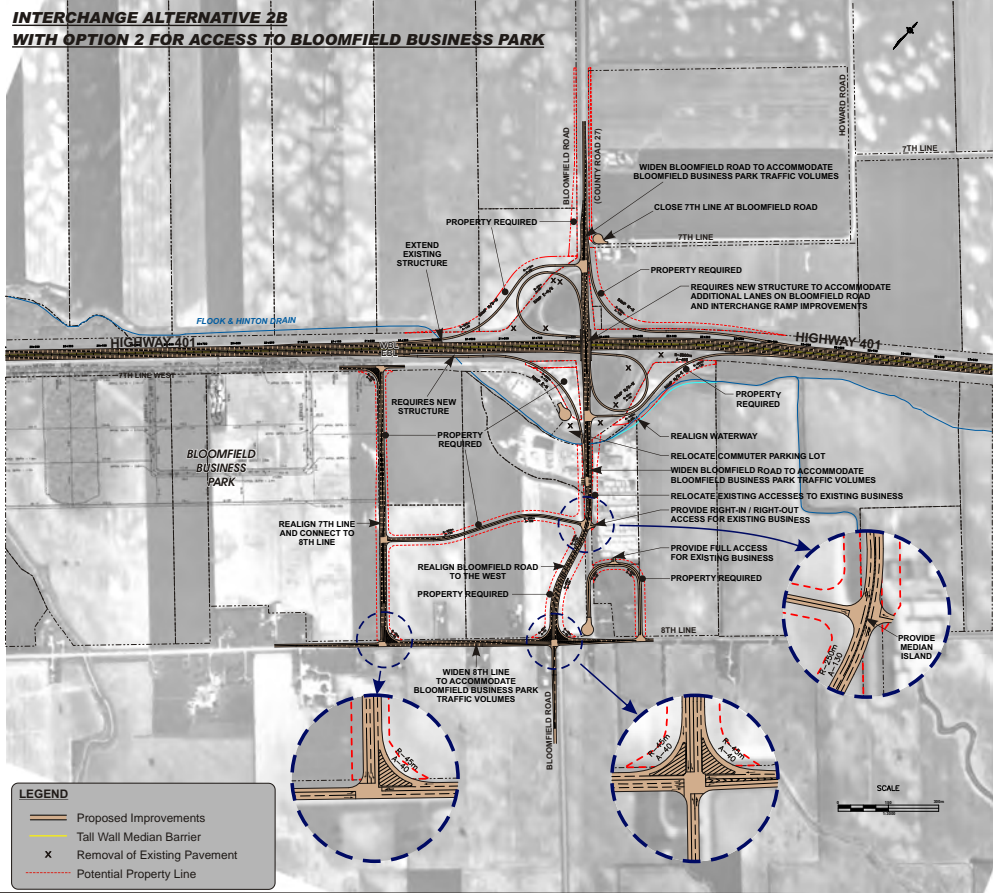 INTERCHANGE ALTERNATIVE 2B
WITH OPTION 2 FOR ACCESS TO BLOOMFIELD BUSINESS PARK
HOWARD ROAD
7TH LINE
BLOOMFIELD ROAD
(COUNTY ROAD 27)
WIDEN BLOOMFIELD ROAD TO ACCOMMODATE
BLOOMFIELD BUSINESS PARK TRAFFIC VOLUMES
CLOSE 7TH LINE AT BLOOMFIELD ROAD
PROPERTY REQUIRED
7TH LINE
EXTEND
EXISTING
STRUCTURE
PROPERTY REQUIRED
REQUIRES NEW STRUCTURE TO ACCOMMODATE
ADDITIONAL LANES ON BLOOMFIELD ROAD
AND INTERCHANGE RAMP IMPROVEMENTS
FLOOK & HINTON DRAIN
HIGHWAY 401
HIGHWAY 401
7TH LINE WEST
REQUIRES NEW
STRUCTURE
PROPERTY
REQUIRED
PROPERTY
REQUIRED
REALIGN WATERWAY
RELOCATE COMMUTER PARKING LOT
BLOOMFIELD
BUSINESS
PARK
WIDEN BLOOMFIELD ROAD TO ACCOMMODATE
BLOOMFIELD BUSINESS PARK TRAFFIC VOLUMES
RELOCATE EXISTING ACCESSES TO EXISTING BUSINESS
PROVIDE RIGHT-IN / RIGHT-OUT
ACCESS FOR EXISTING BUSINESS
REALIGN 7TH LINE
AND CONNECT TO
8TH LINE
PROVIDE FULL ACCESS
FOR EXISTING BUSINESS
REALIGN BLOOMFIELD ROAD
TO THE WEST
PROPERTY REQUIRED
PROPERTY REQUIRED
8TH LINE
PROVIDE
MEDIAN
ISLAND
R-250m
A-130
WIDEN 8TH LINE
TO ACCOMMODATE
BLOOMFIELD BUSINESS PARK
TRAFFIC VOLUMES
BLOOMFIELD ROAD
R-45m
A-40
R-45m
A-40
R-45m
A-40
SCALE
LEGEND
Proposed Improvements
Tall Wall Median Barrier
x Removal of Existing Pavement
Potential Property Line